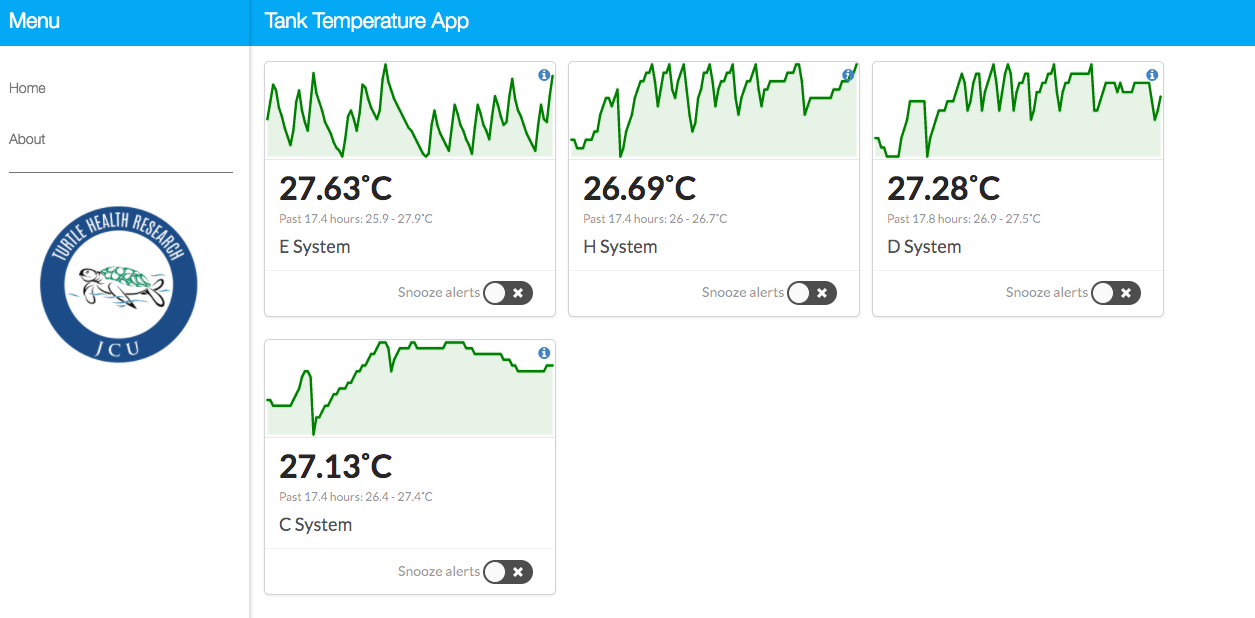 Menu
Tank Temperature App
Home
About
TURTLE HEALTH RESEARCH
JCU
27.63°C
Past 17.4 hours: 25.9 - 27.9°C
E System
Snooze alerts
26.69°C
Past 17.4 hours: 26 - 26.7°C
H System
Snooze alerts
27.28°C
Past 17.8 hours: 26.9 - 27.5°C
D System
Snooze alerts
27.13°C
Past 17.4 hours: 26.4 - 27.4°C
C System
Snooze alerts